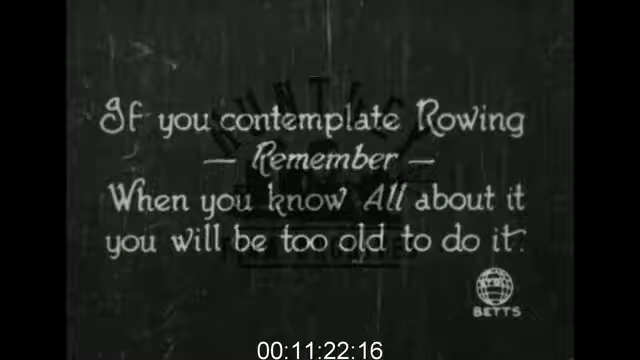 If you contemplate Rowing
— Remember —
When you know All about it
you will be too old to do it.
BETTS
00:11:22:16